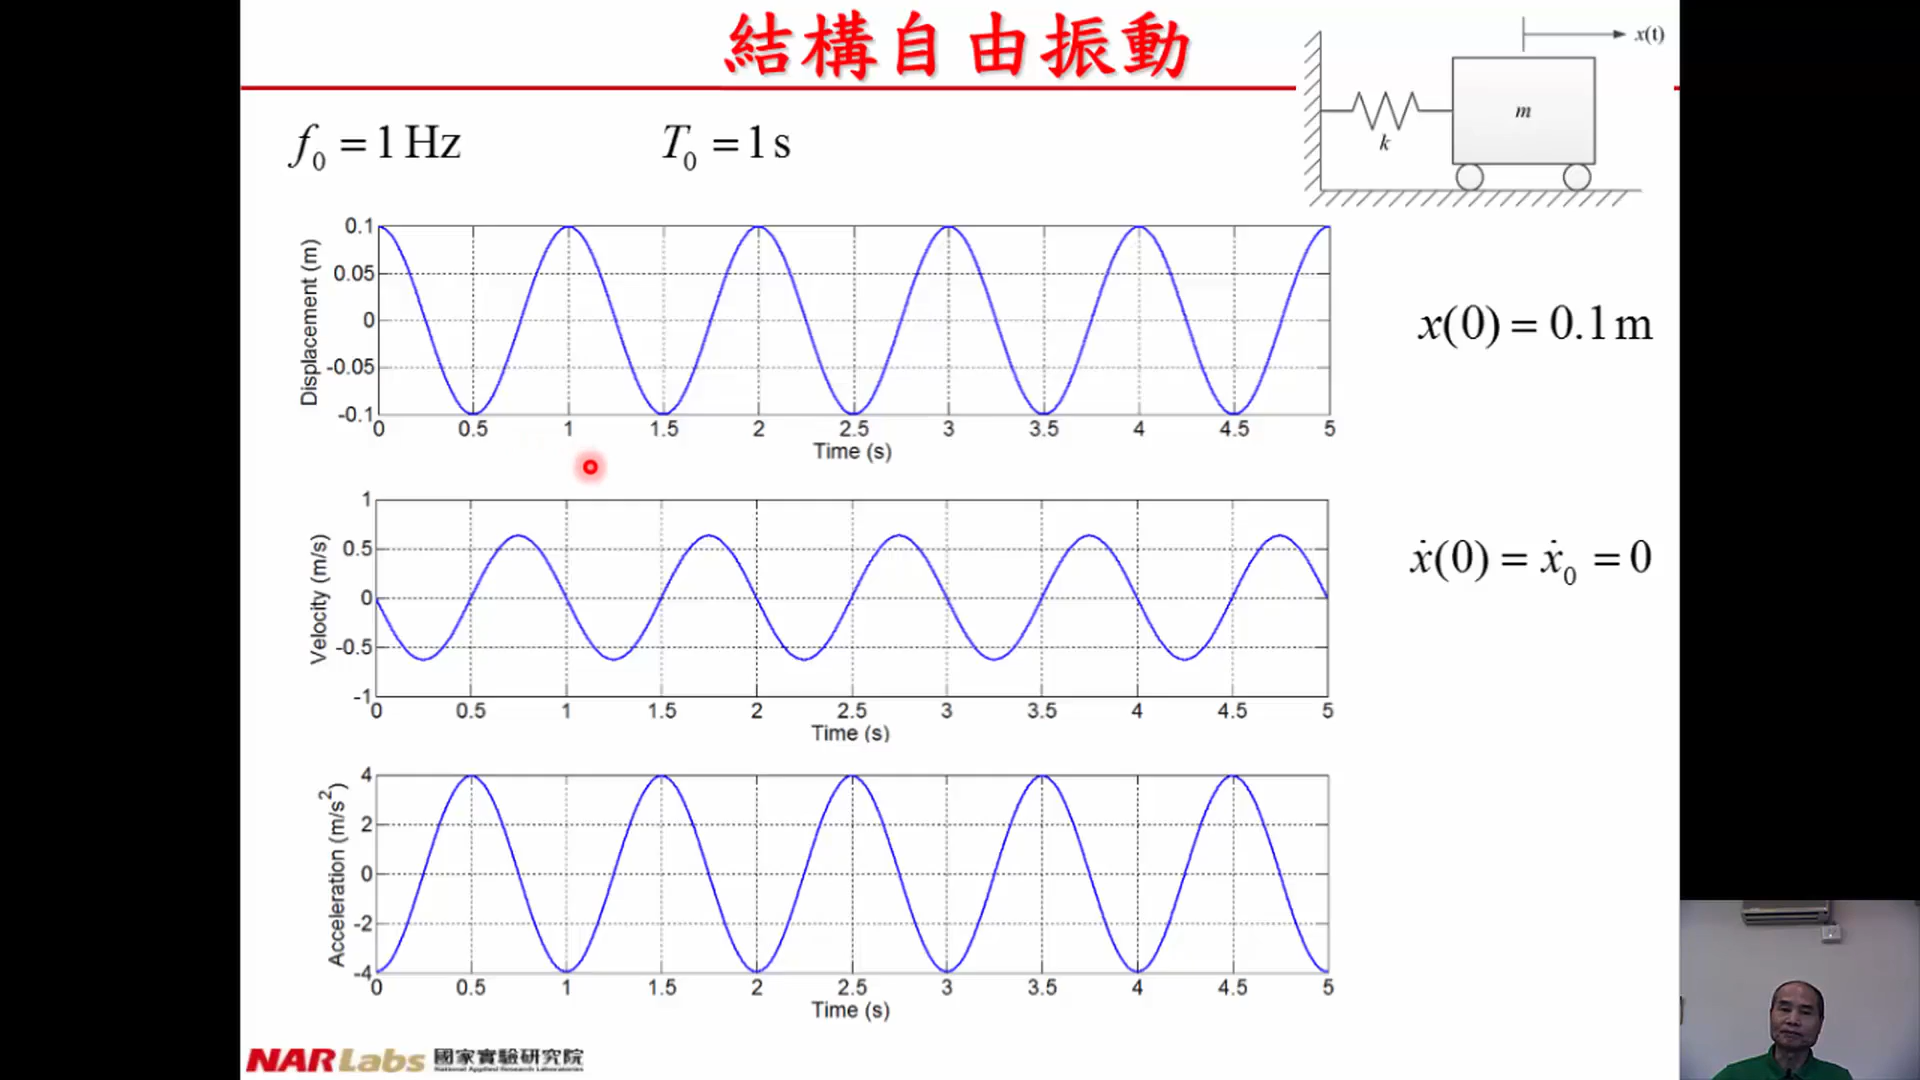 結構自由振動
x(t)
m
k
f₀ = 1 Hz
T₀ = 1 s
0.1
0.05
0
-0.05
-0.1
Displacement (m)
0 0.5 1 1.5 2 2.5 3 3.5 4 4.5 5
Time (s)
x(0) = 0.1 m
1
0.5
0
-0.5
-1
Velocity (m/s)
0 0.5 1 1.5 2 2.5 3 3.5 4 4.5 5
Time (s)
ẋ(0) = ẋ₀ = 0
4
2
0
-2
-4
Acceleration (m/s²)
0 0.5 1 1.5 2 2.5 3 3.5 4 4.5 5
Time (s)
NARLabs 國家實驗研究院
National Applied Research Laboratories